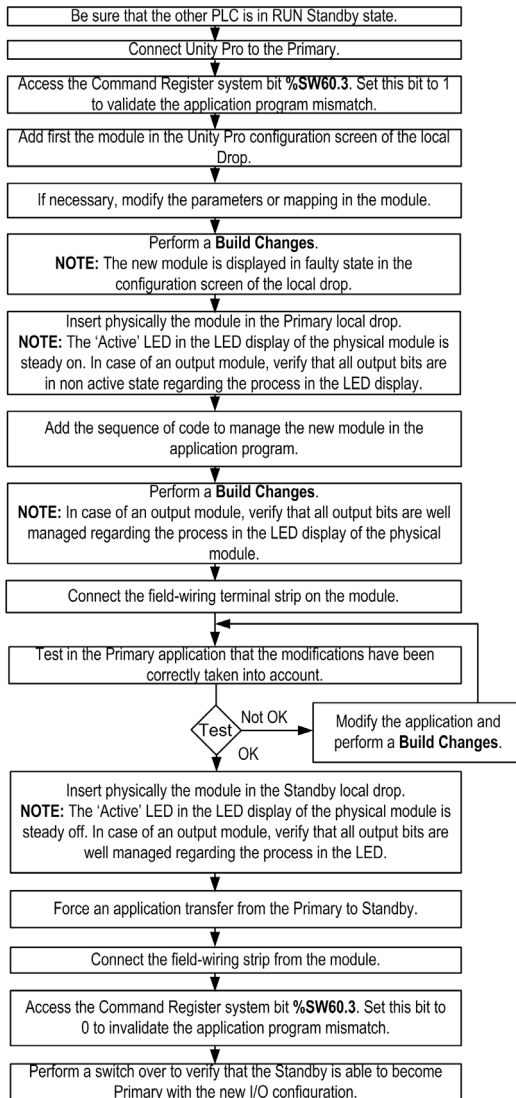 Be sure that the other PLC is in RUN Standby state.
Connect Unity Pro to the Primary.
Access the Command Register system bit %SW60.3. Set this bit to 1
to validate the application program mismatch.
Add first the module in the Unity Pro configuration screen of the local
Drop.
If necessary, modify the parameters or mapping in the module.
Perform a Build Changes.
NOTE: The new module is displayed in faulty state in the
configuration screen of the local drop.
Insert physically the module in the Primary local drop.
NOTE: The 'Active' LED in the LED display of the physical module is
steady on. In case of an output module, verify that all output bits are
in non active state regarding the process in the LED display.
Add the sequence of code to manage the new module in the
application program.
Perform a Build Changes.
NOTE: In case of an output module, verify that all output bits are well
managed regarding the process in the LED display of the physical
module.
Connect the field-wiring terminal strip on the module.
Test in the Primary application that the modifications have been
correctly taken into account.
Test
Not OK
Modify the application and
perform a Build Changes.
OK
Insert physically the module in the Standby local drop.
NOTE: The 'Active' LED in the LED display of the physical module is
steady off. In case of an output module, verify that all output bits are
well managed regarding the process in the LED.
Force an application transfer from the Primary to Standby.
Connect the field-wiring strip from the module.
Access the Command Register system bit %SW60.3. Set this bit to
0 to invalidate the application program mismatch.
Perform a switch over to verify that the Standby is able to become
Primary with the new I/O configuration.